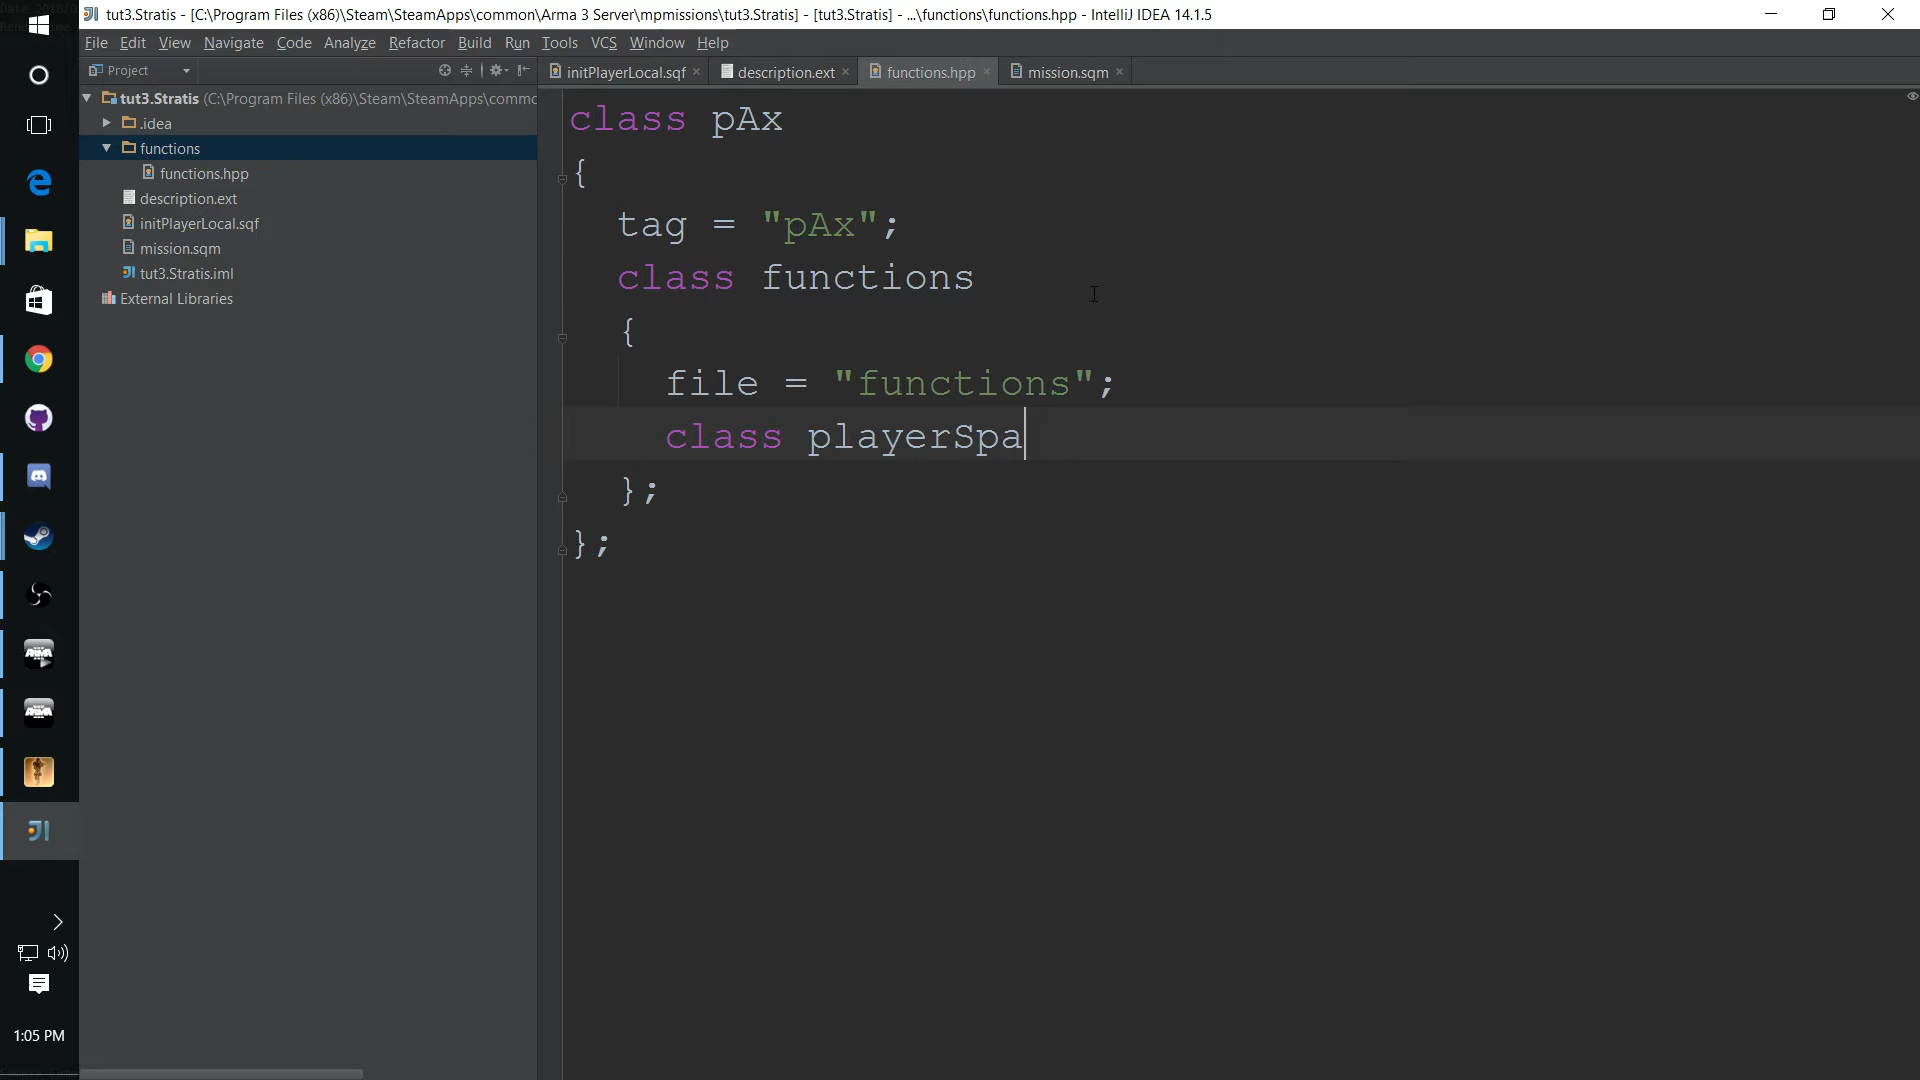 tut3.Stratis - [C:\Program Files (x86)\Steam\SteamApps\common\Arma 3 Server\mpmissions\tut3.Stratis] - [tut3.Stratis] - ...\functions\functions.hpp - IntelliJ IDEA 14.1.5
File Edit View Navigate Code Analyze Refactor Build Run Tools VCS Window Help
Project
initPlayerLocal.sqf
description.ext
functions.hpp
mission.sqm
tut3.Stratis (C:\Program Files (x86)\Steam\SteamApps\commo
.idea
functions
functions.hpp
description.ext
initPlayerLocal.sqf
mission.sqm
tut3.Stratis.iml
External Libraries
class pAx
{
tag = "pAx";
class functions
{
file = "functions";
class playerSpa
};
};
ARMA
ARMA
1:05 PM